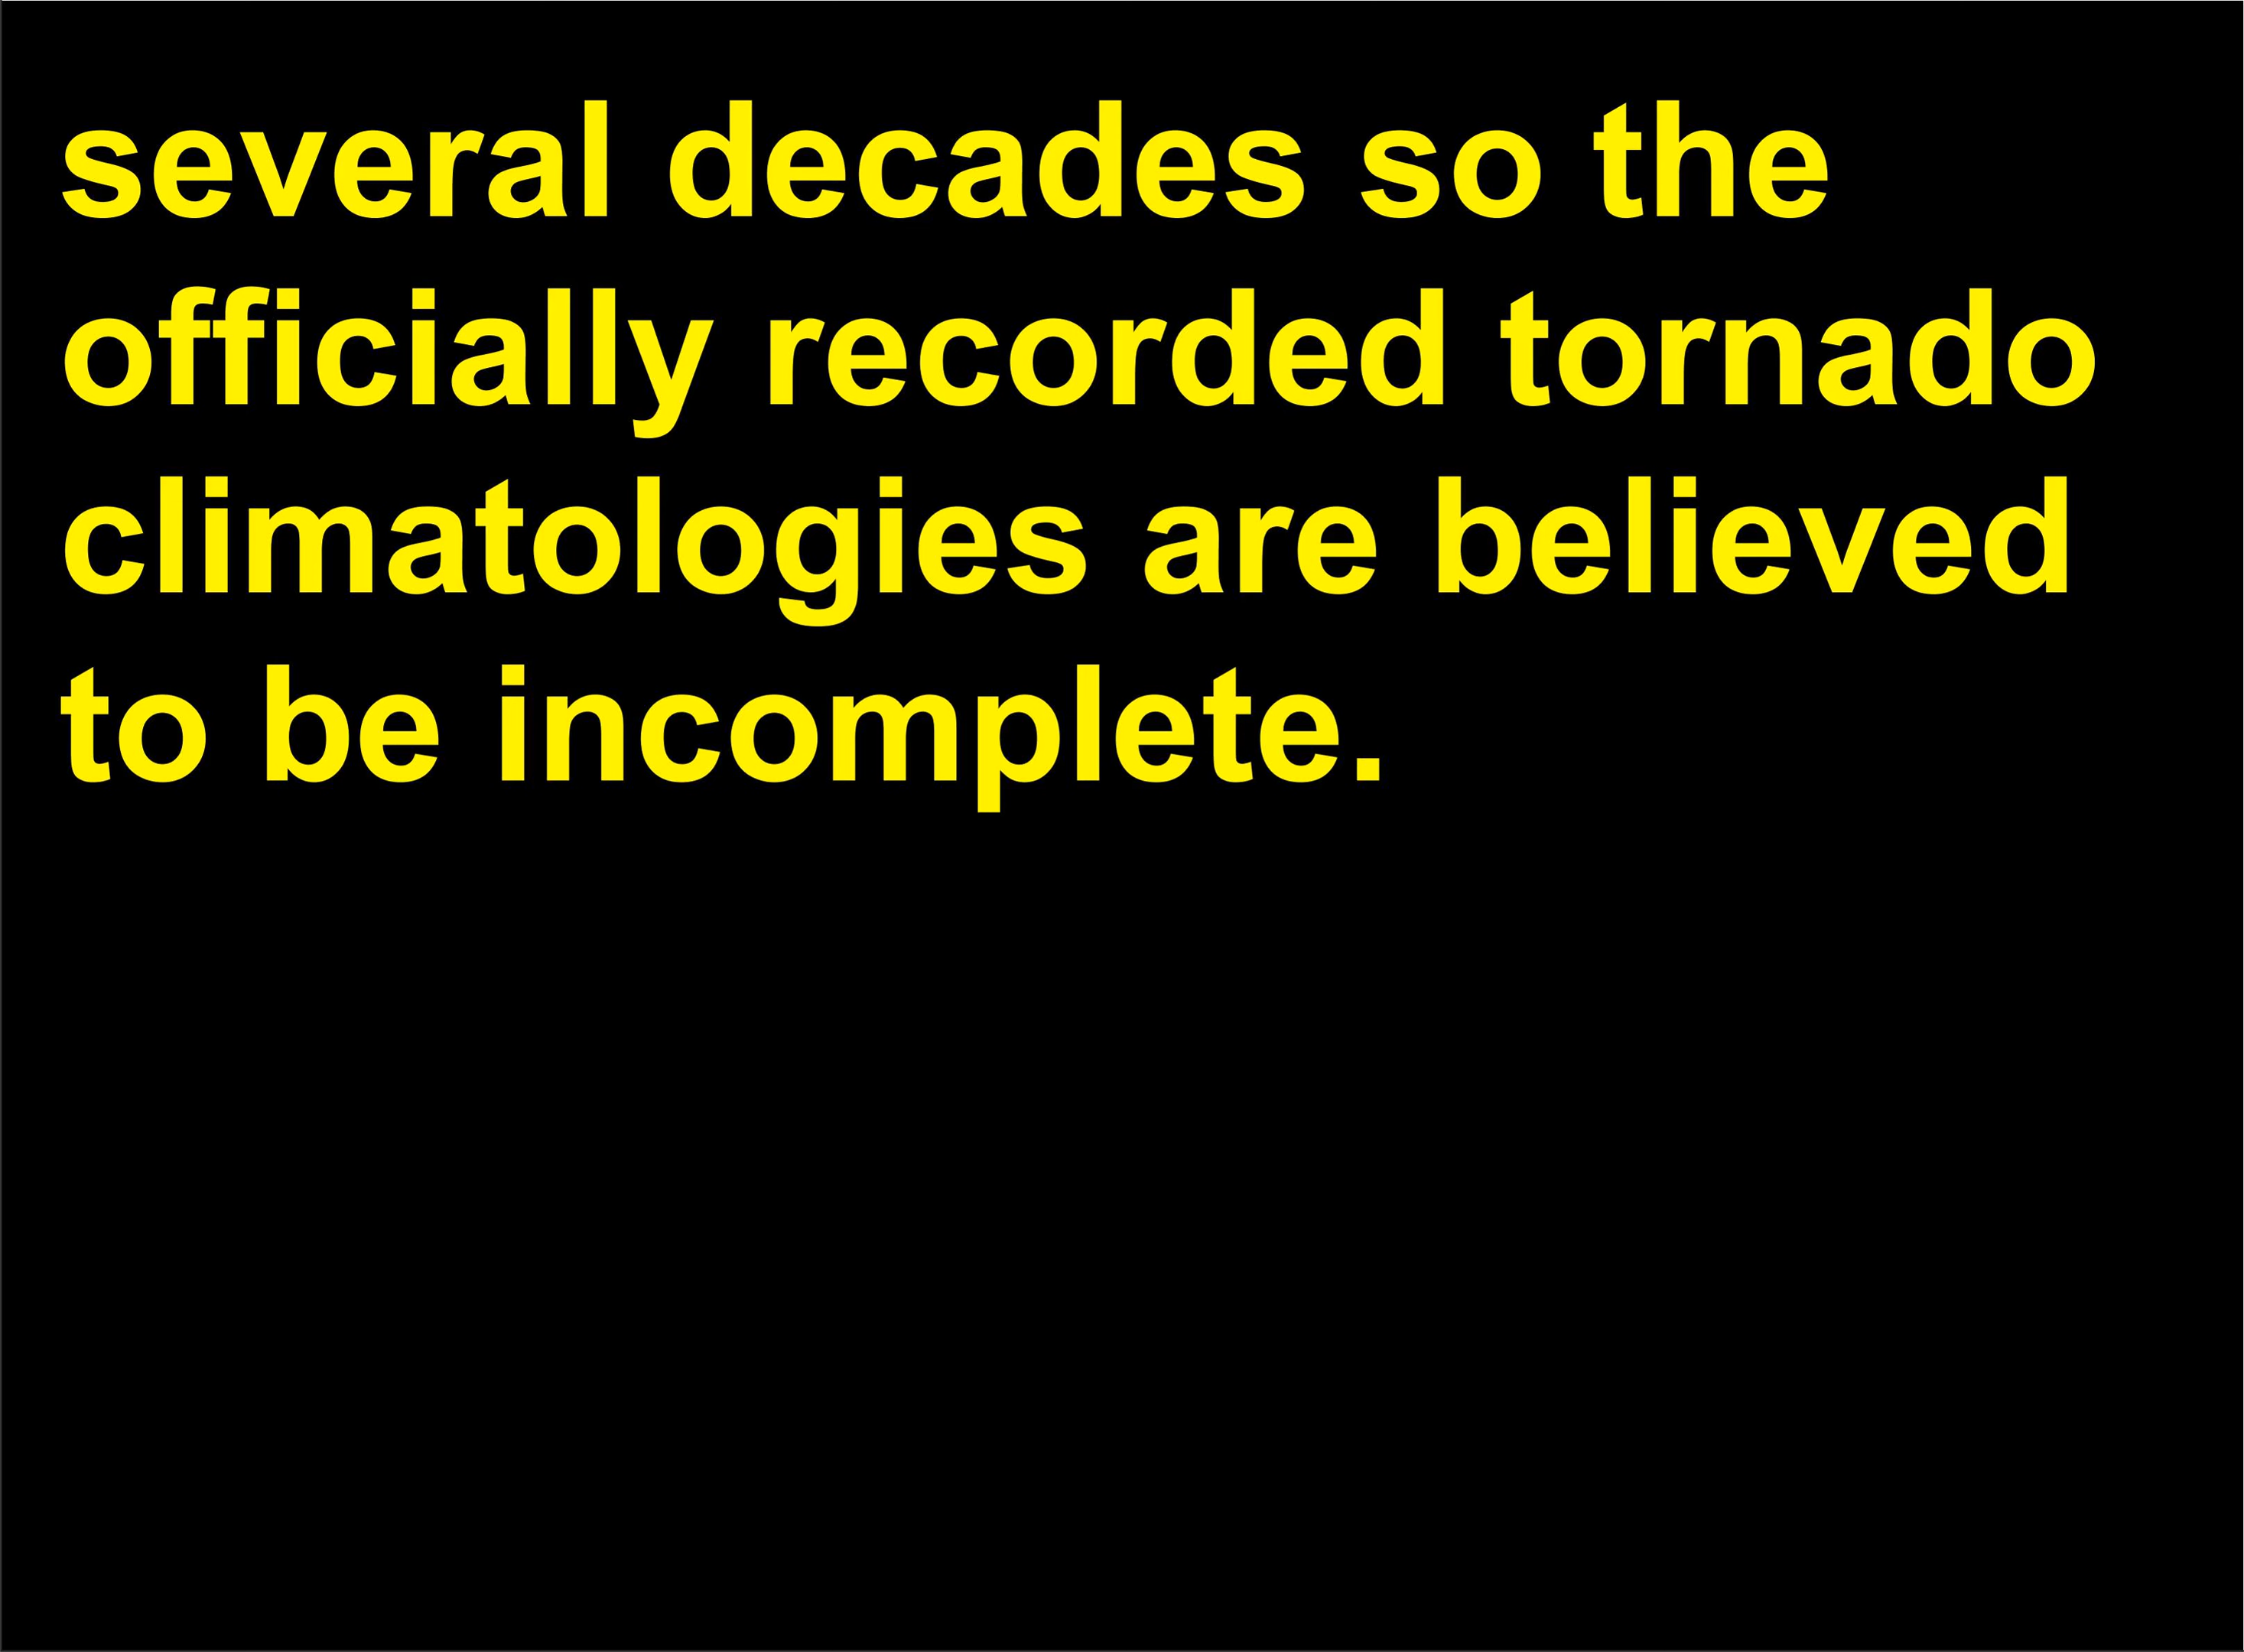 several decades so the
officially recorded tornado
climatologies are believed
to be incomplete.